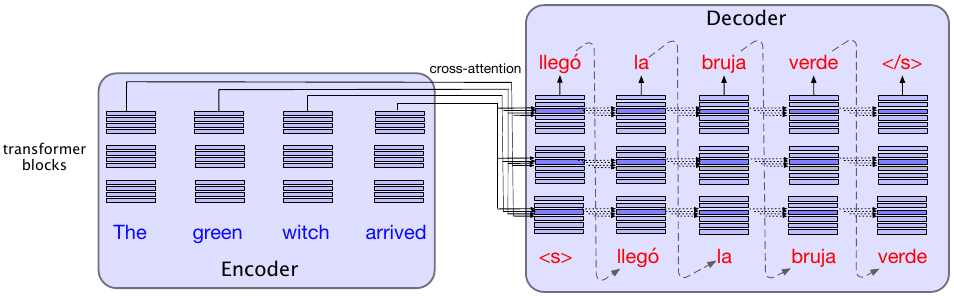 Decoder
cross-attention
llegó la bruja verde </s>
transformer
blocks
The green witch arrived
Encoder
<s> llegó la bruja verde